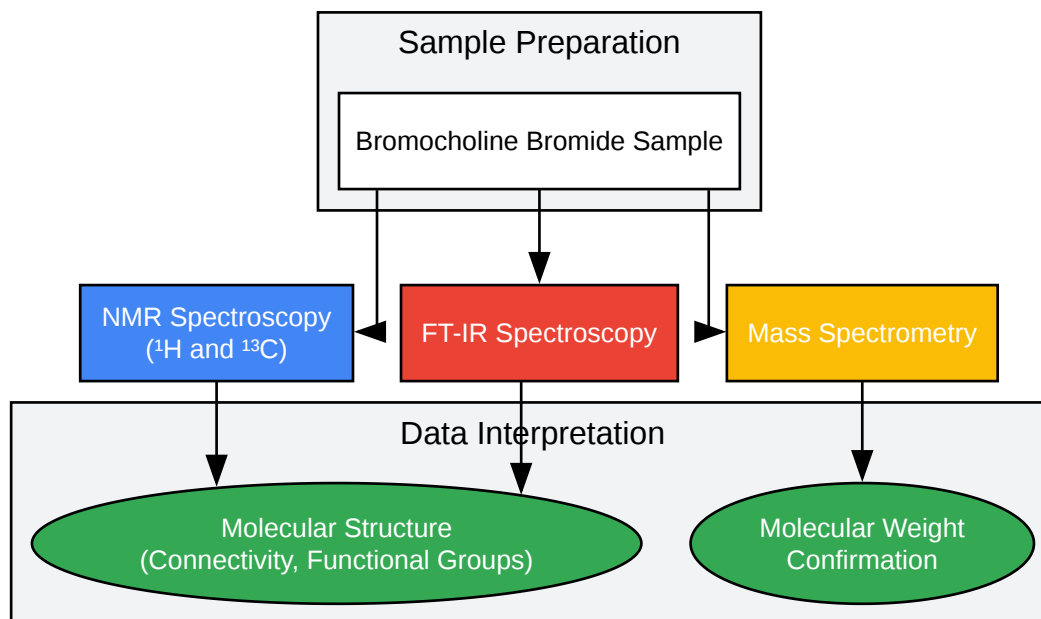 Sample Preparation
Bromocholine Bromide Sample
NMR Spectroscopy
(¹H and ¹³C)
FT-IR Spectroscopy
Mass Spectrometry
Data Interpretation
Molecular Structure
(Connectivity, Functional Groups)
Molecular Weight
Confirmation